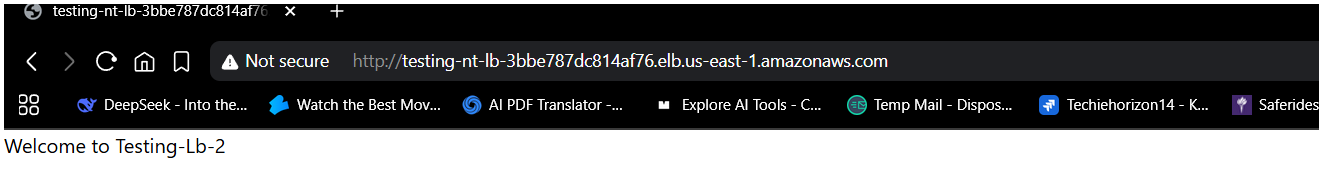 testing-nt-lb-3bbe787dc814af76
Not secure http://testing-nt-lb-3bbe787dc814af76.elb.us-east-1.amazonaws.com
DeepSeek - Into the... Watch the Best Mov... AI PDF Translator -... Explore AI Tools - C... Temp Mail - Dispos... Techiehorizon14 - K... Saferides
Welcome to Testing-Lb-2